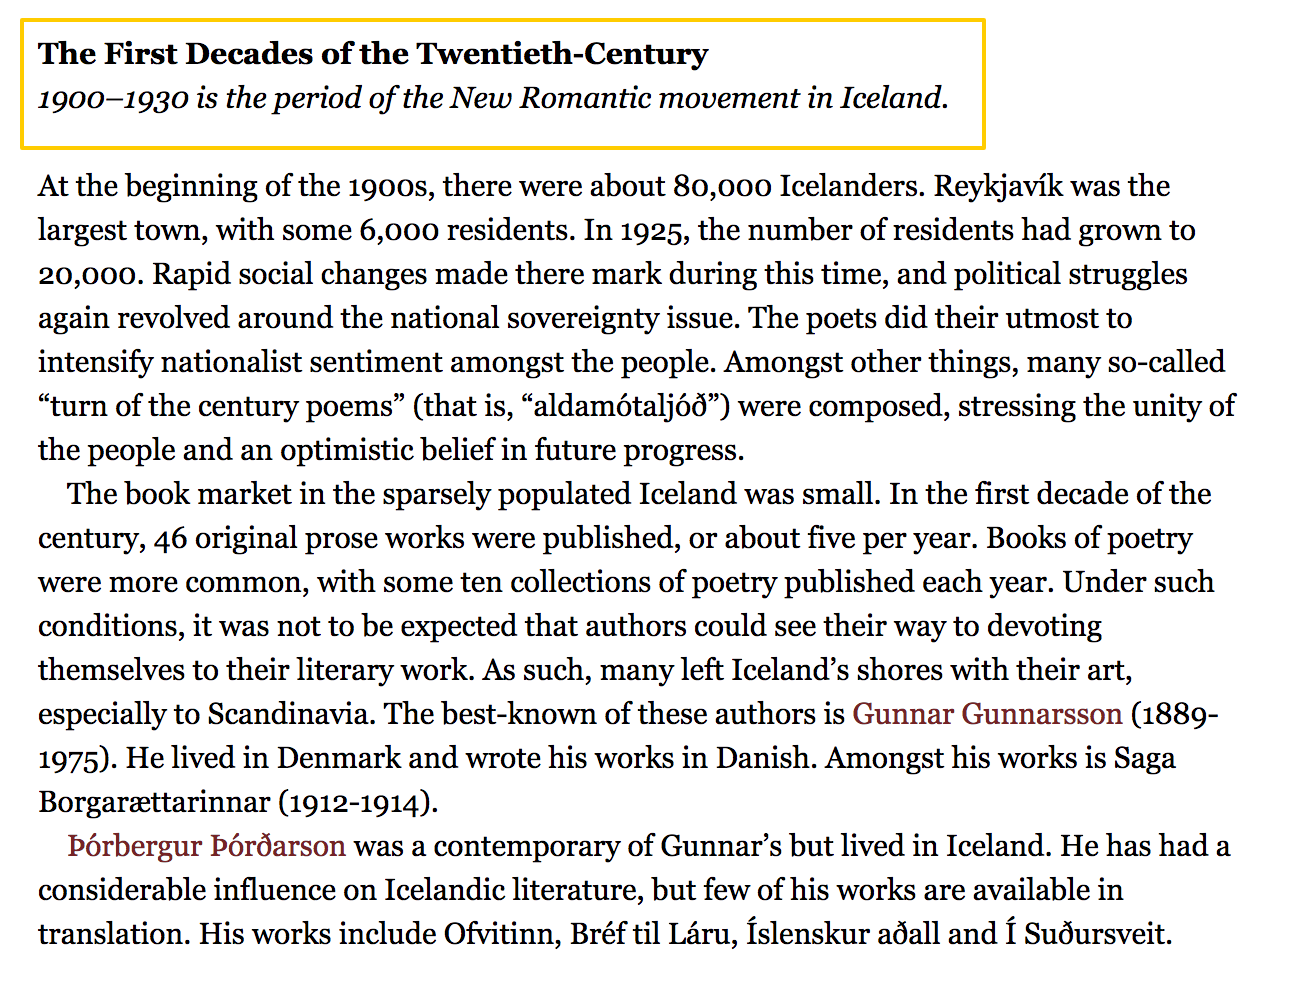 The First Decades of the Twentieth-Century
1900–1930 is the period of the New Romantic movement in Iceland.
At the beginning of the 1900s, there were about 80,000 Icelanders. Reykjavík was the
largest town, with some 6,000 residents. In 1925, the number of residents had grown to
20,000. Rapid social changes made there mark during this time, and political struggles
again revolved around the national sovereignty issue. The poets did their utmost to
intensify nationalist sentiment amongst the people. Amongst other things, many so-called
“turn of the century poems” (that is, “aldamótaljóð”) were composed, stressing the unity of
the people and an optimistic belief in future progress.
The book market in the sparsely populated Iceland was small. In the first decade of the
century, 46 original prose works were published, or about five per year. Books of poetry
were more common, with some ten collections of poetry published each year. Under such
conditions, it was not to be expected that authors could see their way to devoting
themselves to their literary work. As such, many left Iceland’s shores with their art,
especially to Scandinavia. The best-known of these authors is Gunnar Gunnarsson (1889-
1975). He lived in Denmark and wrote his works in Danish. Amongst his works is Saga
Borgarættarinnar (1912-1914).
Þórbergur Þórðarson was a contemporary of Gunnar’s but lived in Iceland. He has had a
considerable influence on Icelandic literature, but few of his works are available in
translation. His works include Ofvitinn, Bréf til Láru, Íslenskur aðall and Í Suðursveit.